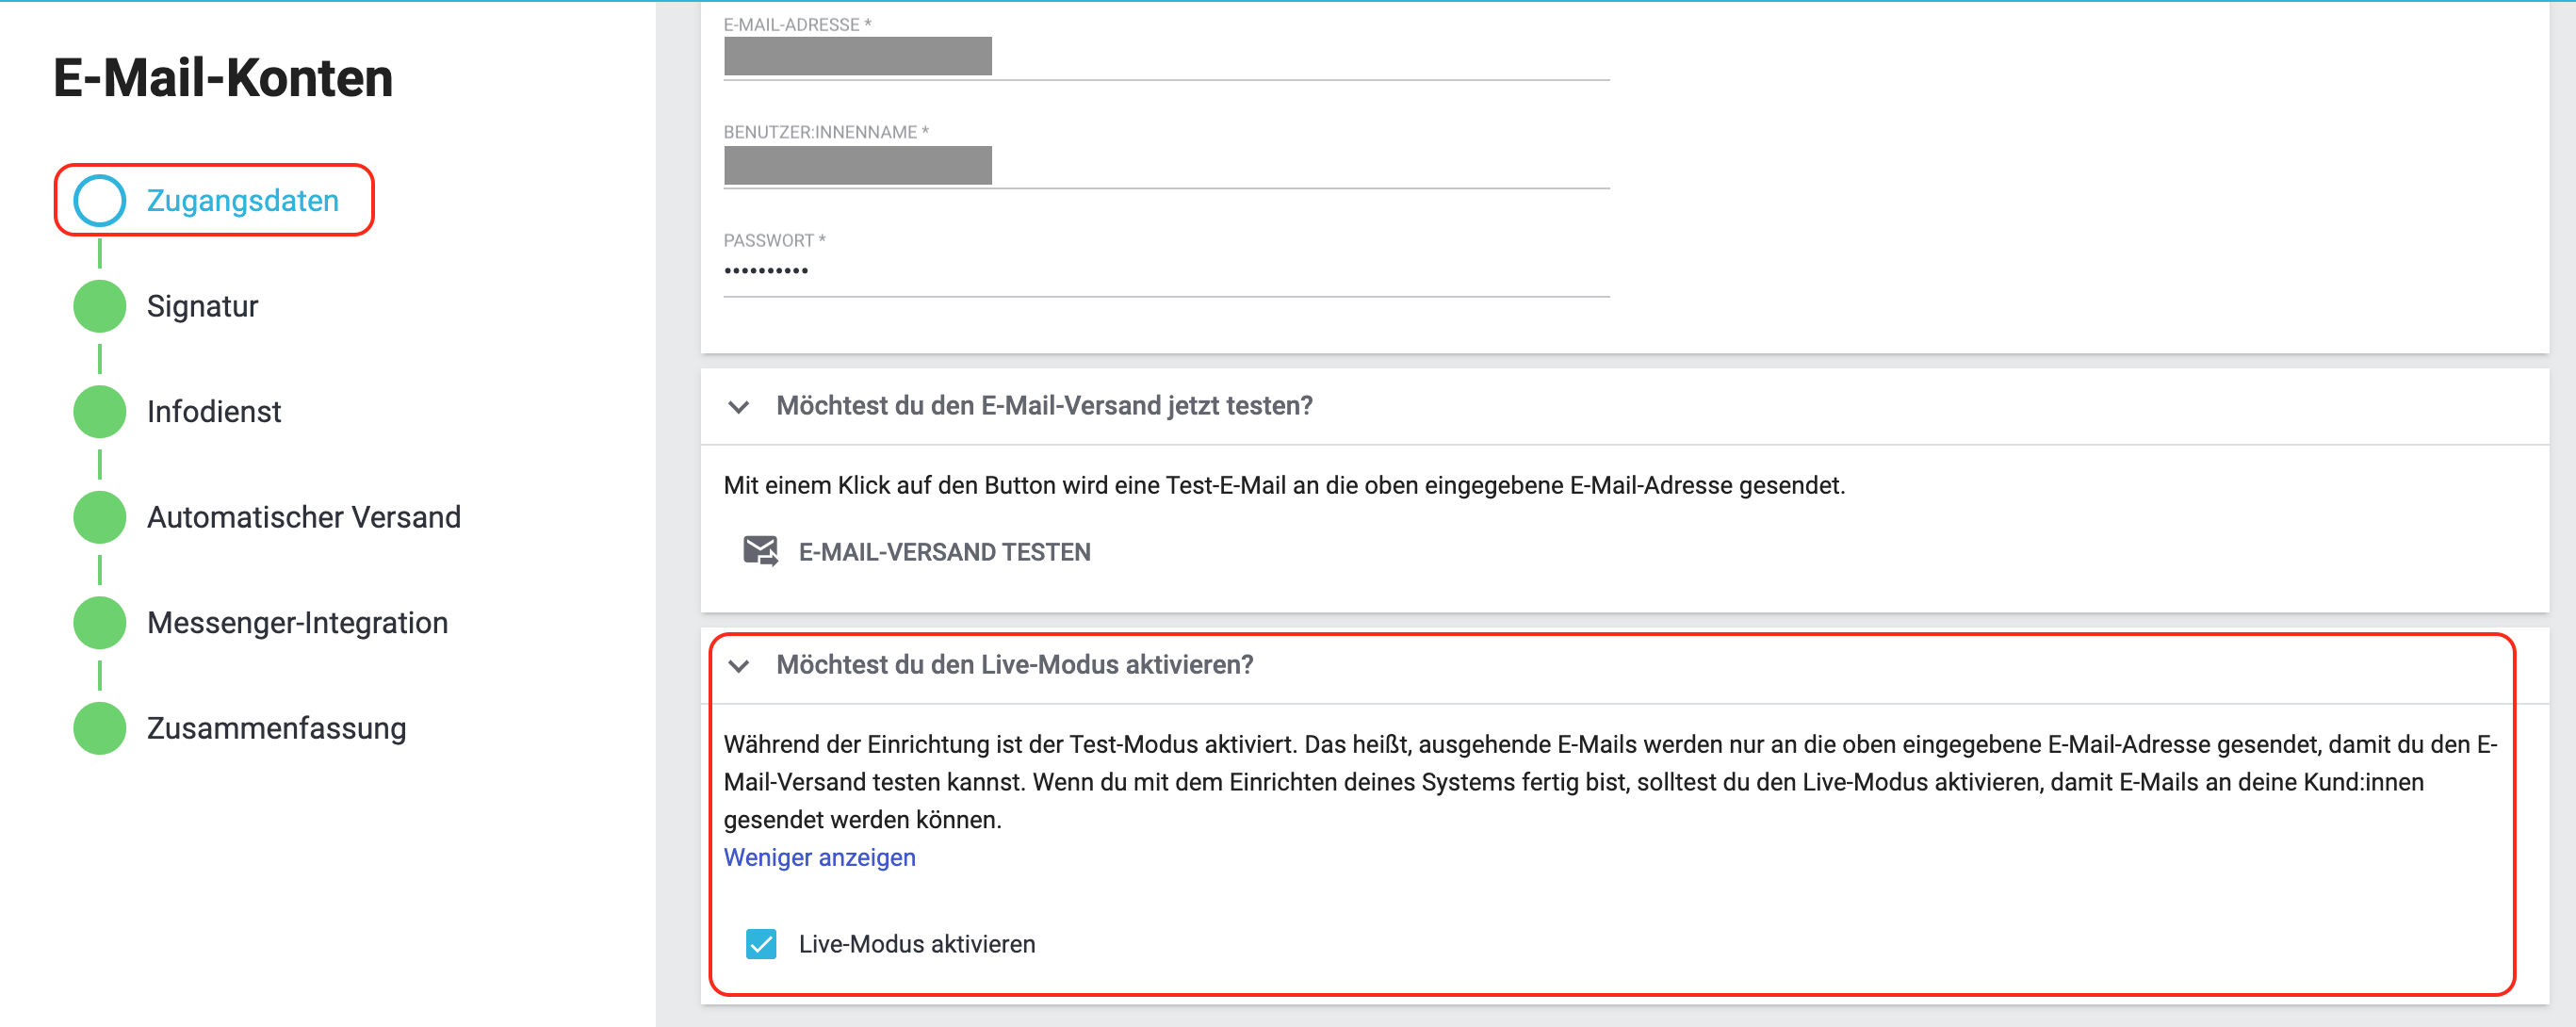 E-Mail-Konten
Zugangsdaten
Signatur
Infodienst
Automatischer Versand
Messenger-Integration
Zusammenfassung
E-MAIL-ADRESSE *
BENUTZER:INNENNAME *
PASSWORT *
••••••••••
Möchtest du den E-Mail-Versand jetzt testen?
Mit einem Klick auf den Button wird eine Test-E-Mail an die oben eingegebene E-Mail-Adresse gesendet.
E-MAIL-VERSAND TESTEN
Möchtest du den Live-Modus aktivieren?
Während der Einrichtung ist der Test-Modus aktiviert. Das heißt, ausgehende E-Mails werden nur an die oben eingegebene E-Mail-Adresse gesendet, damit du den E-
Mail-Versand testen kannst. Wenn du mit dem Einrichten deines Systems fertig bist, solltest du den Live-Modus aktivieren, damit E-Mails an deine Kund:innen
gesendet werden können.
Weniger anzeigen
Live-Modus aktivieren